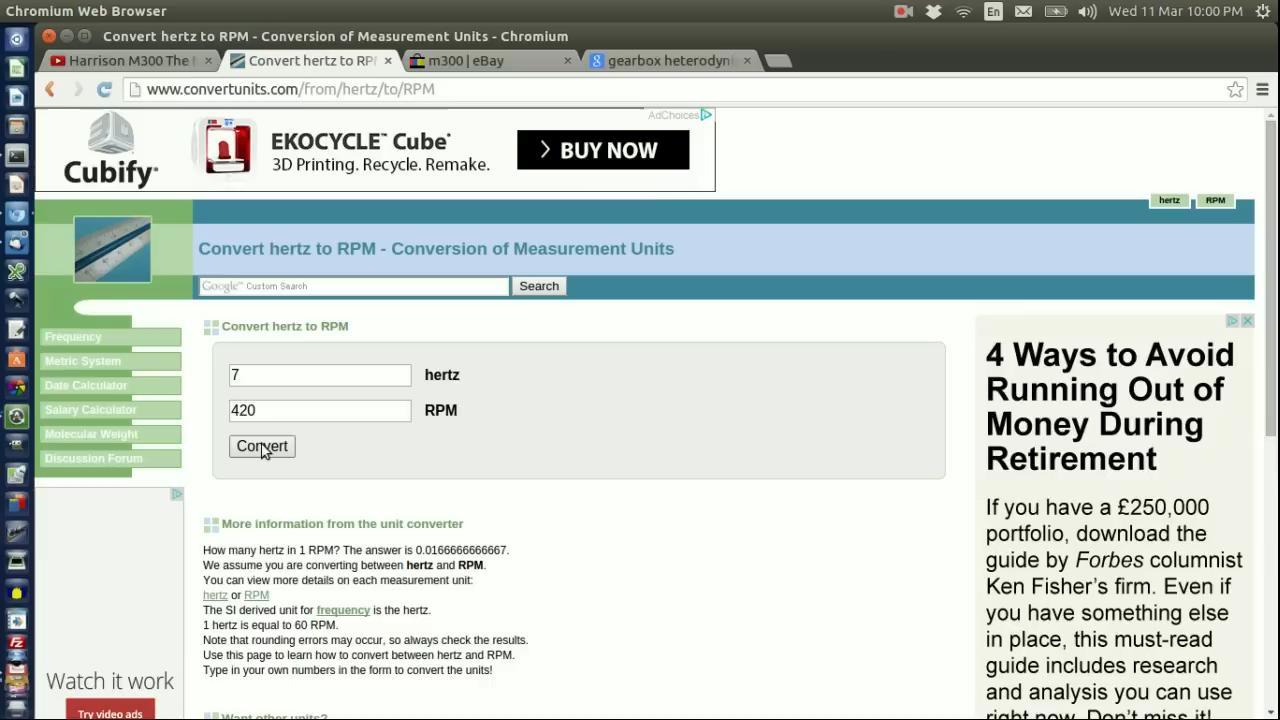 Chromium Web Browser
En
Wed 11 Mar 10:00 PM
Convert hertz to RPM - Conversion of Measurement Units - Chromium
Harrison M300 The
Convert hertz to RP
m300 | eBay
gearbox heterodyni
www.convertunits.com/from/hertz/to/RPM
AdChoices
Cubify
EKOCYCLE™ Cube
3D Printing. Recycle. Remake.
BUY NOW
hertz
RPM
Convert hertz to RPM - Conversion of Measurement Units
Google™ Custom Search
Search
Frequency
Metric System
Date Calculator
Salary Calculator
Molecular Weight
Discussion Forum
Convert hertz to RPM
7
hertz
420
RPM
Convert
More information from the unit converter
How many hertz in 1 RPM? The answer is 0.0166666666667.
We assume you are converting between hertz and RPM.
You can view more details on each measurement unit:
hertz or RPM
The SI derived unit for frequency is the hertz.
1 hertz is equal to 60 RPM.
Note that rounding errors may occur, so always check the results.
Use this page to learn how to convert between hertz and RPM.
Type in your own numbers in the form to convert the units!
Want other units?
Watch it work
Try video ads
4 Ways to Avoid
Running Out of
Money During
Retirement
If you have a £250,000
portfolio, download the
guide by Forbes columnist
Ken Fisher's firm. Even if
you have something else
in place, this must-read
guide includes research
and analysis you can use
right now. Don't miss it!